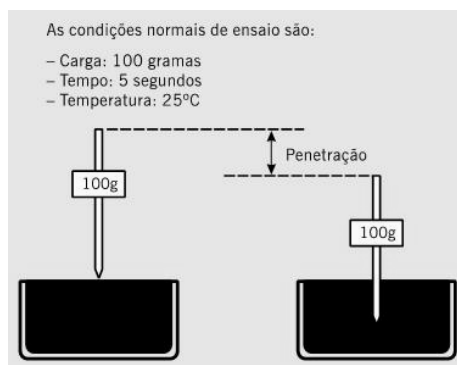 As condições normais de ensaio são:
– Carga: 100 gramas
– Tempo: 5 segundos
– Temperatura: 25ºC
Penetração
100g
100g